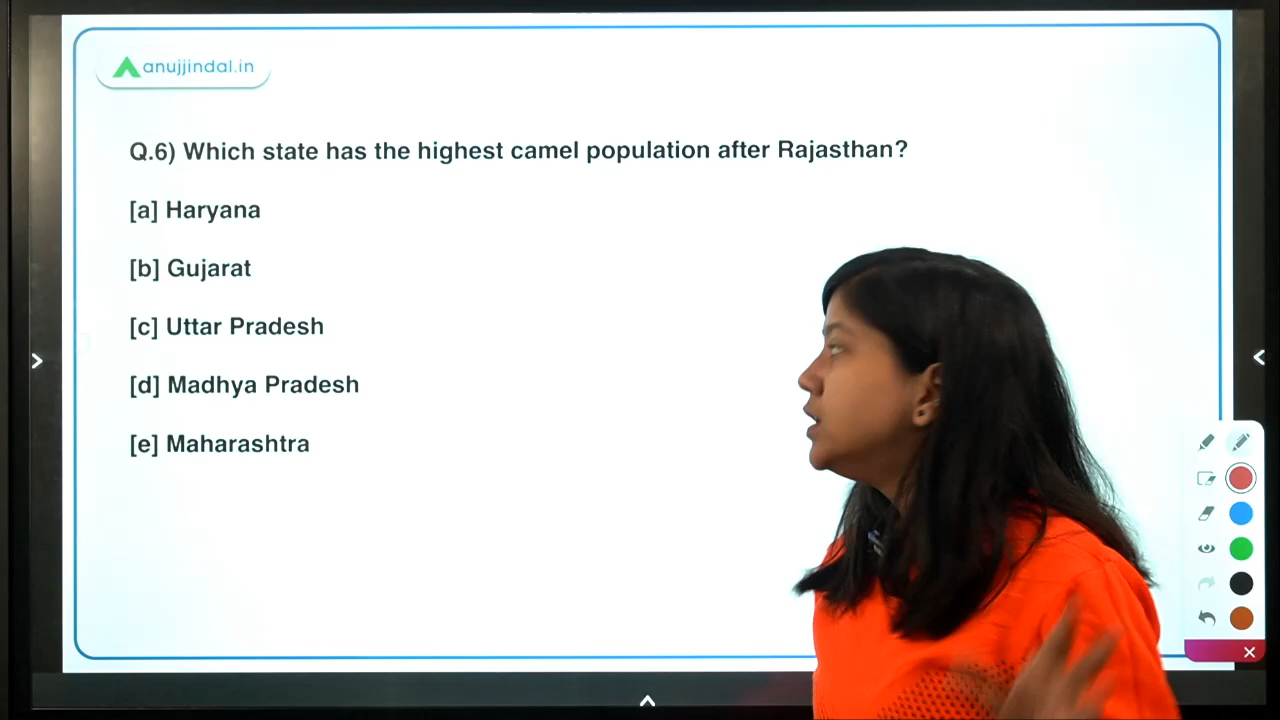 anujjindal.in
Q.6) Which state has the highest camel population after Rajasthan?
[a] Haryana
[b] Gujarat
[c] Uttar Pradesh
[d] Madhya Pradesh
[e] Maharashtra